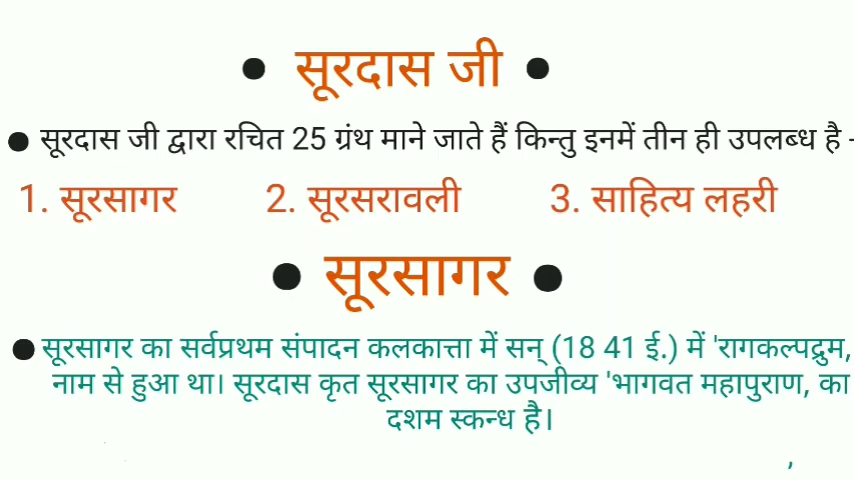 • सूरदास जी •
• सूरदास जी द्वारा रचित 25 ग्रंथ माने जाते हैं किन्तु इनमें तीन ही उपलब्ध है -
1. सूरसागर 2. सूरसरावली 3. साहित्य लहरी
• सूरसागर •
• सूरसागर का सर्वप्रथम संपादन कलकात्ता में सन् (18 41 ई.) में 'रागकल्पद्रुम,
नाम से हुआ था। सूरदास कृत सूरसागर का उपजीव्य 'भागवत महापुराण, का
दशम स्कन्ध है।
,